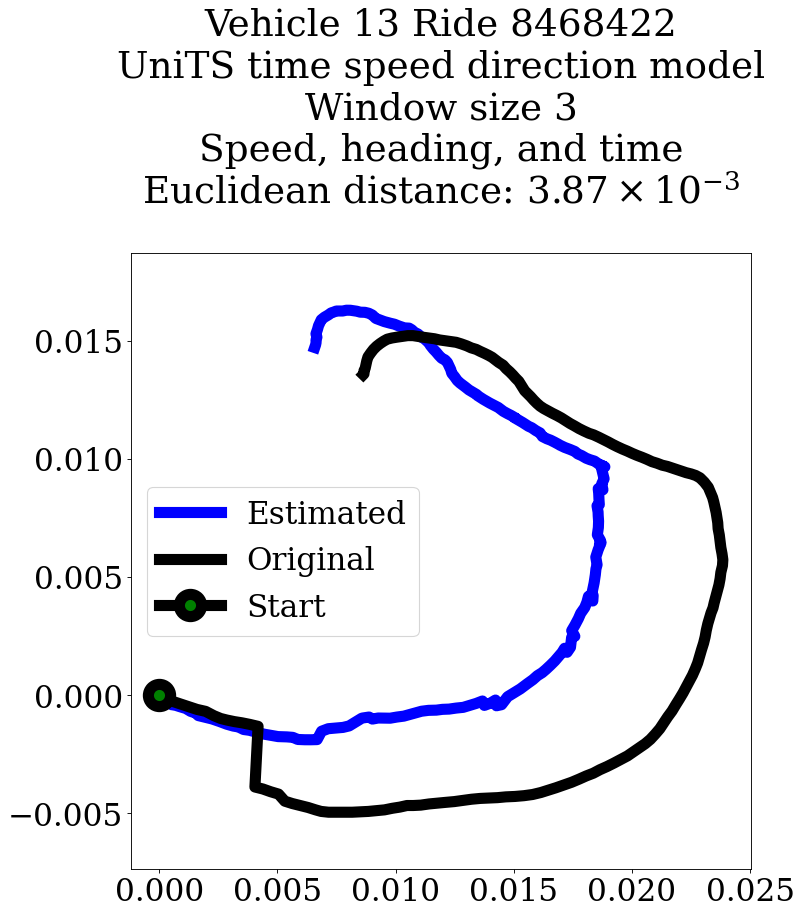 Vehicle 13 Ride 8468422
UniTS time speed direction model
Window size 3
Speed, heading, and time
Euclidean distance: 3.87 × 10⁻³
0.015
0.010
0.005
0.000
−0.005
Estimated
Original
Start
0.000 0.005 0.010 0.015 0.020 0.025